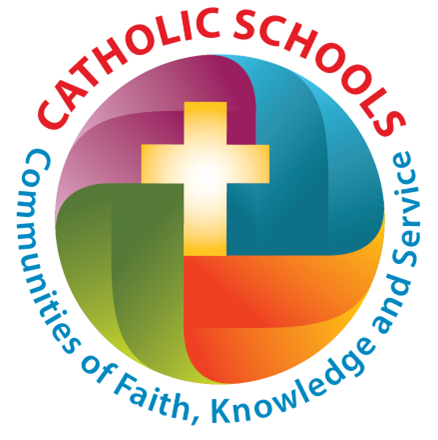 CATHOLIC SCHOOLS
Communities of Faith, Knowledge and Service